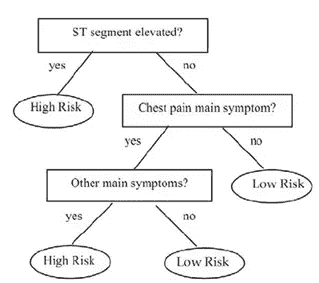 ST segment elevated?
yes
no
High Risk
Chest pain main symptom?
yes
no
Other main symptoms?
Low Risk
yes
no
High Risk
Low Risk